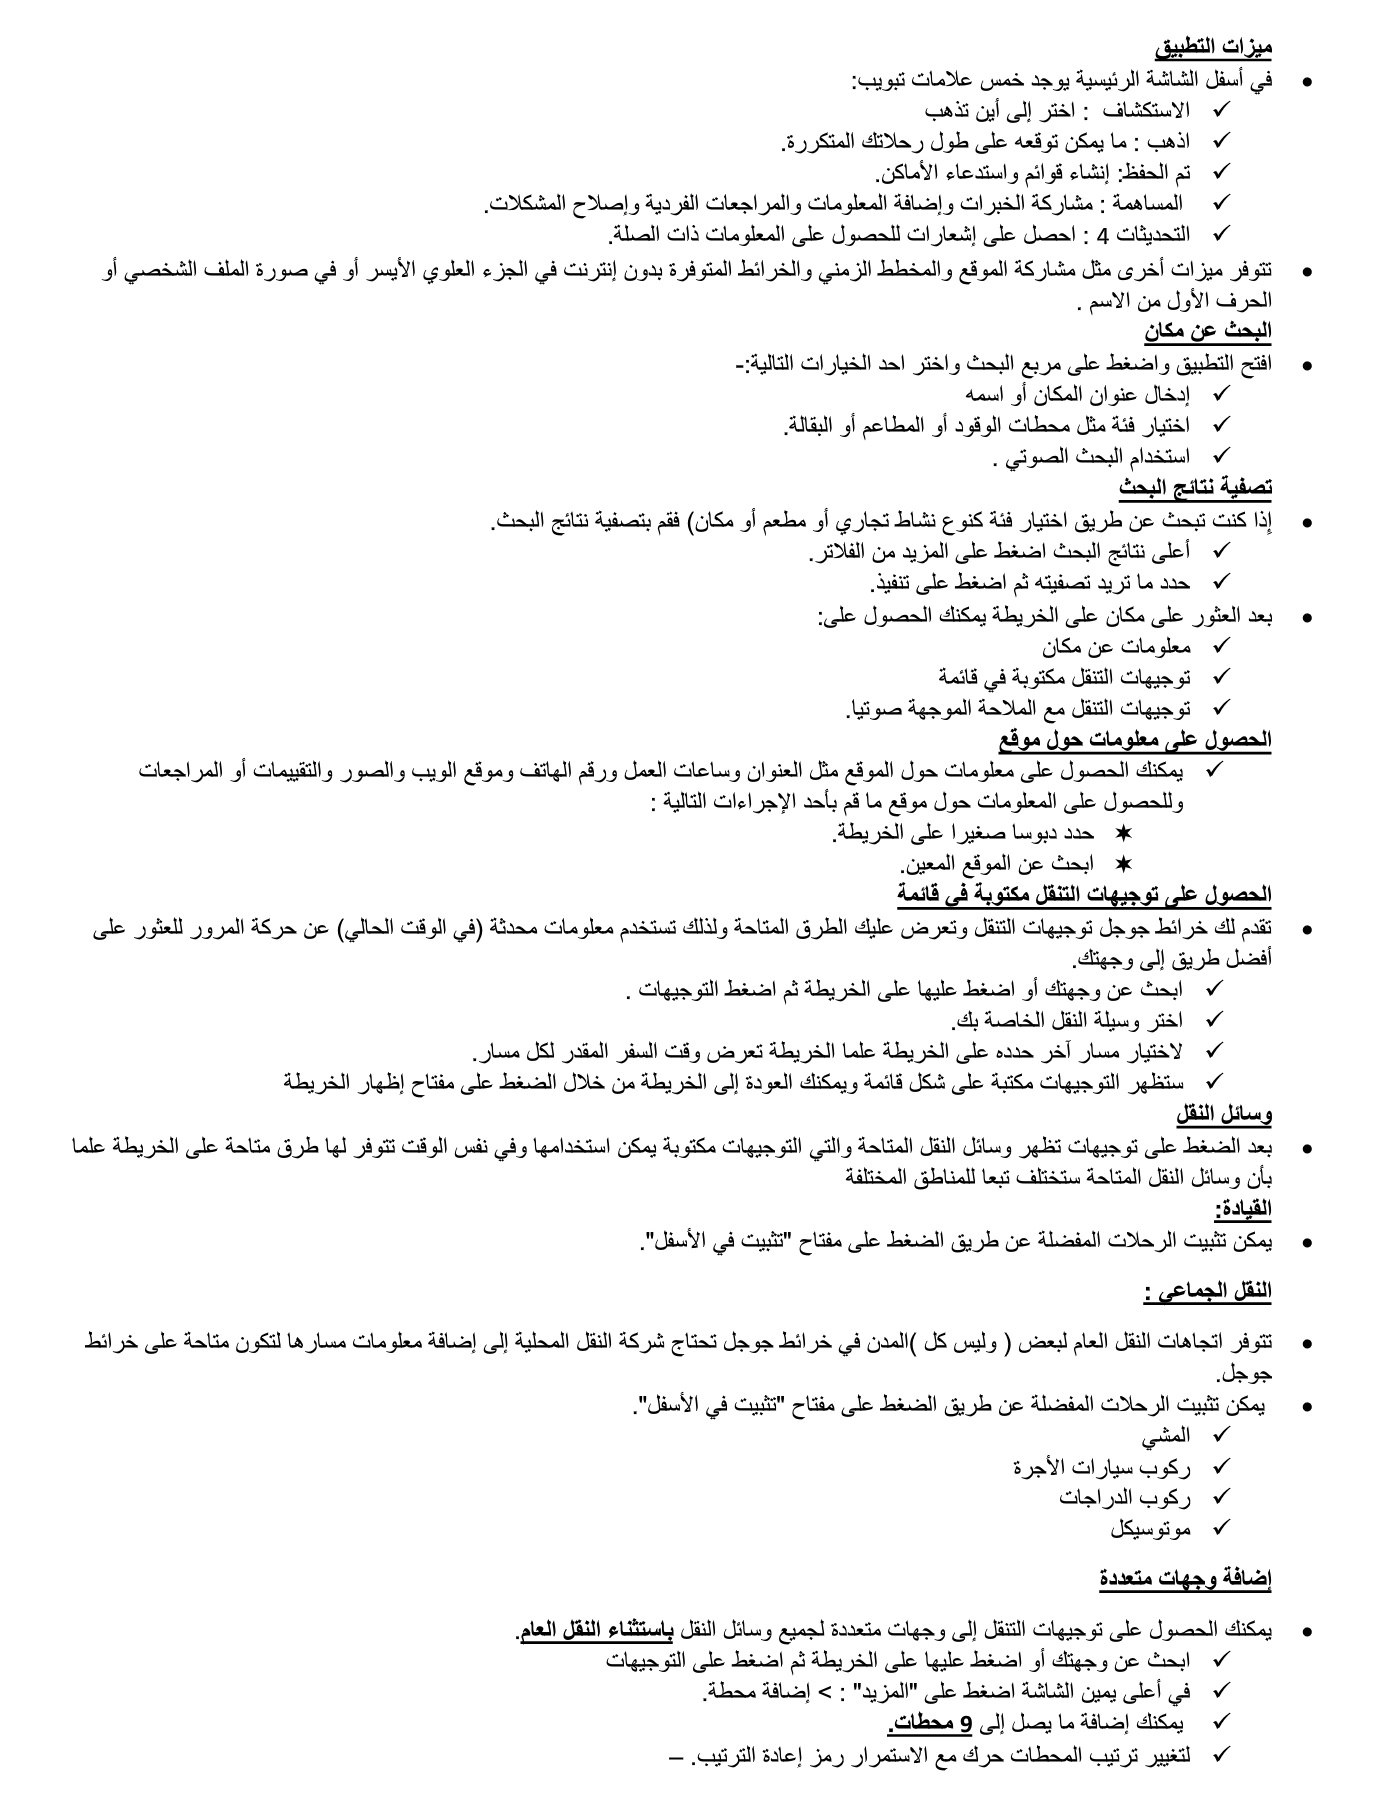 ميزات التطبيق
• في أسفل الشاشة الرئيسية يوجد خمس علامات تبويب:
✓ الاستكشاف : اختر إلى أين تذهب
✓ اذهب : ما يمكن توقعه على طول رحلاتك المتكررة.
✓ تم الحفظ: إنشاء قوائم واستدعاء الأماكن.
✓ المساهمة : مشاركة الخبرات وإضافة المعلومات والمراجعات الفردية وإصلاح المشكلات.
✓ التحديثات 4 : احصل على إشعارات للحصول على المعلومات ذات الصلة.
• تتوفر ميزات أخرى مثل مشاركة الموقع والمخطط الزمني والخرائط المتوفرة بدون إنترنت في الجزء العلوي الأيسر أو في صورة الملف الشخصي أو
الحرف الأول من الاسم .
البحث عن مكان
• افتح التطبيق واضغط على مربع البحث واختر احد الخيارات التالية:-
✓ إدخال عنوان المكان أو اسمه
✓ اختيار فئة مثل محطات الوقود أو المطاعم أو البقالة.
✓ استخدام البحث الصوتي .
تصفية نتائج البحث
• إذا كنت تبحث عن طريق اختيار فئة كنوع نشاط تجاري أو مطعم أو مكان) فقم بتصفية نتائج البحث.
✓ أعلى نتائج البحث اضغط على المزيد من الفلاتر.
✓ حدد ما تريد تصفيته ثم اضغط على تنفيذ.
• بعد العثور على مكان على الخريطة يمكنك الحصول على:
✓ معلومات عن مكان
✓ توجيهات التنقل مكتوبة في قائمة
✓ توجيهات التنقل مع الملاحة الموجهة صوتيا.
الحصول على معلومات حول موقع
✓ يمكنك الحصول على معلومات حول الموقع مثل العنوان وساعات العمل ورقم الهاتف وموقع الويب والصور والتقييمات أو المراجعات
وللحصول على المعلومات حول موقع ما قم بأحد الإجراءات التالية :
✶ حدد دبوسا صغيرا على الخريطة.
✶ ابحث عن الموقع المعين.
الحصول على توجيهات التنقل مكتوبة في قائمة
• تقدم لك خرائط جوجل توجيهات التنقل وتعرض عليك الطرق المتاحة ولذلك تستخدم معلومات محدثة (في الوقت الحالي) عن حركة المرور للعثور على
أفضل طريق إلى وجهتك.
✓ ابحث عن وجهتك أو اضغط عليها على الخريطة ثم اضغط التوجيهات .
✓ اختر وسيلة النقل الخاصة بك.
✓ لاختيار مسار آخر حدده على الخريطة علما الخريطة تعرض وقت السفر المقدر لكل مسار.
✓ ستظهر التوجيهات مكتبة على شكل قائمة ويمكنك العودة إلى الخريطة من خلال الضغط على مفتاح إظهار الخريطة
وسائل النقل
• بعد الضغط على توجيهات تظهر وسائل النقل المتاحة والتي التوجيهات مكتوبة يمكن استخدامها وفي نفس الوقت تتوفر لها طرق متاحة على الخريطة علما
بأن وسائل النقل المتاحة ستختلف تبعا للمناطق المختلفة
القيادة:
• يمكن تثبيت الرحلات المفضلة عن طريق الضغط على مفتاح "تثبيت في الأسفل".
النقل الجماعي :
• تتوفر اتجاهات النقل العام لبعض ( وليس كل )المدن في خرائط جوجل تحتاج شركة النقل المحلية إلى إضافة معلومات مسارها لتكون متاحة على خرائط
جوجل.
• يمكن تثبيت الرحلات المفضلة عن طريق الضغط على مفتاح "تثبيت في الأسفل".
✓ المشي
✓ ركوب سيارات الأجرة
✓ ركوب الدراجات
✓ موتوسيكل
إضافة وجهات متعددة
• يمكنك الحصول على توجيهات التنقل إلى وجهات متعددة لجميع وسائل النقل باستثناء النقل العام.
✓ ابحث عن وجهتك أو اضغط عليها على الخريطة ثم اضغط على التوجيهات
✓ في أعلى يمين الشاشة اضغط على "المزيد" : > إضافة محطة.
✓ يمكنك إضافة ما يصل إلى 9 محطات.
✓ لتغيير ترتيب المحطات حرك مع الاستمرار رمز إعادة الترتيب. –